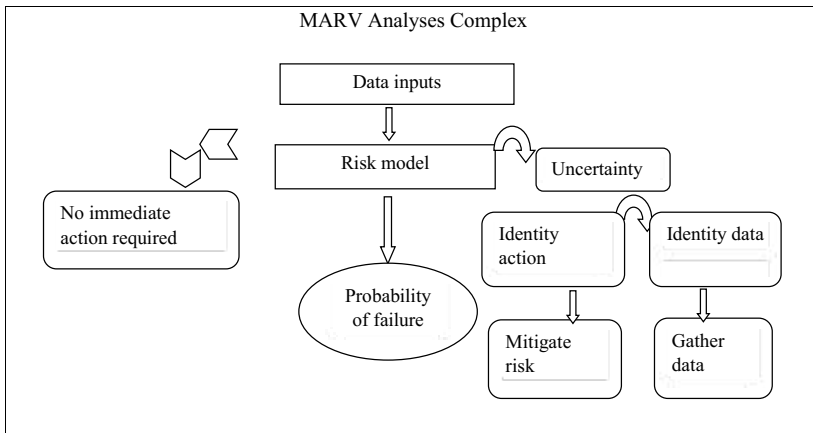 MARV Analyses Complex
Data inputs
Risk model
Uncertainty
No immediate
action required
Identity
action
Identity data
Probability
of failure
Mitigate
risk
Gather
data